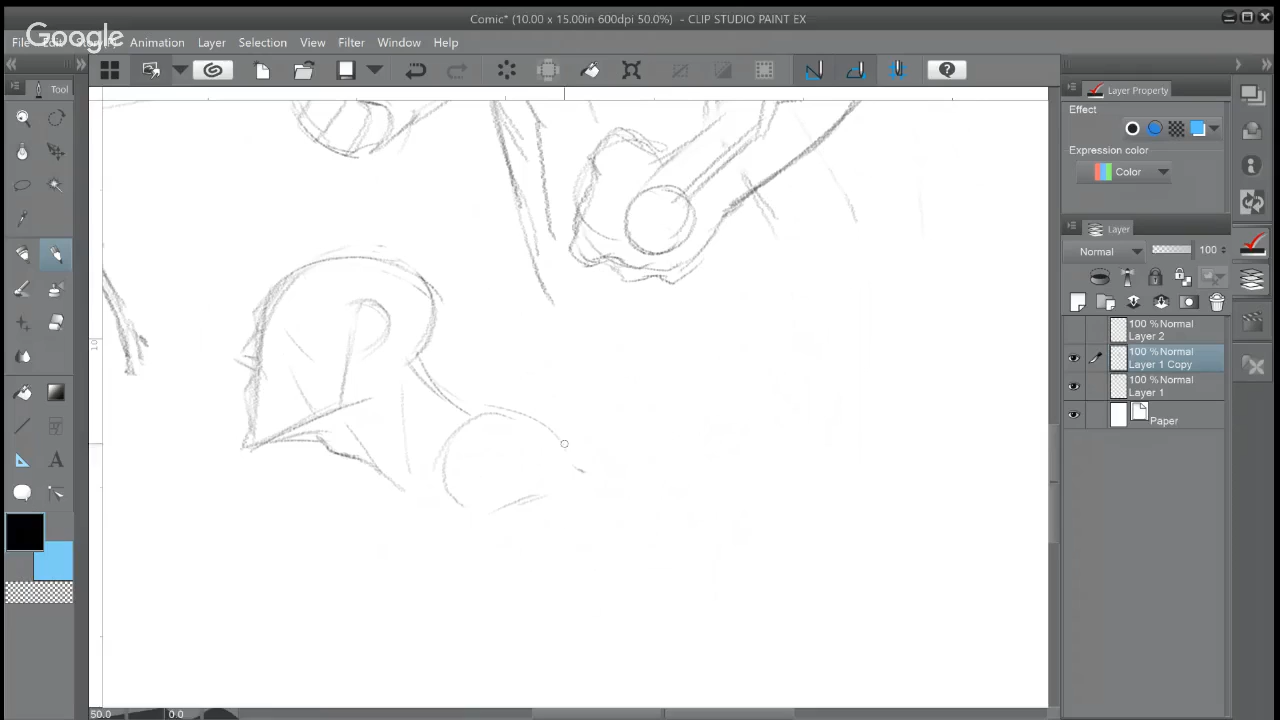 Comic* (10.00 x 15.00in 600dpi 50.0%) - CLIP STUDIO PAINT EX
Google
File Edit Animation Layer Selection View Filter Window Help
Tool
Layer Property
Effect
Expression color
Color
Layer
Normal 100
100 %Normal
Layer 2
100 %Normal
Layer 1 Copy
100 %Normal
Layer 1
Paper
10
A
50.0 0.0